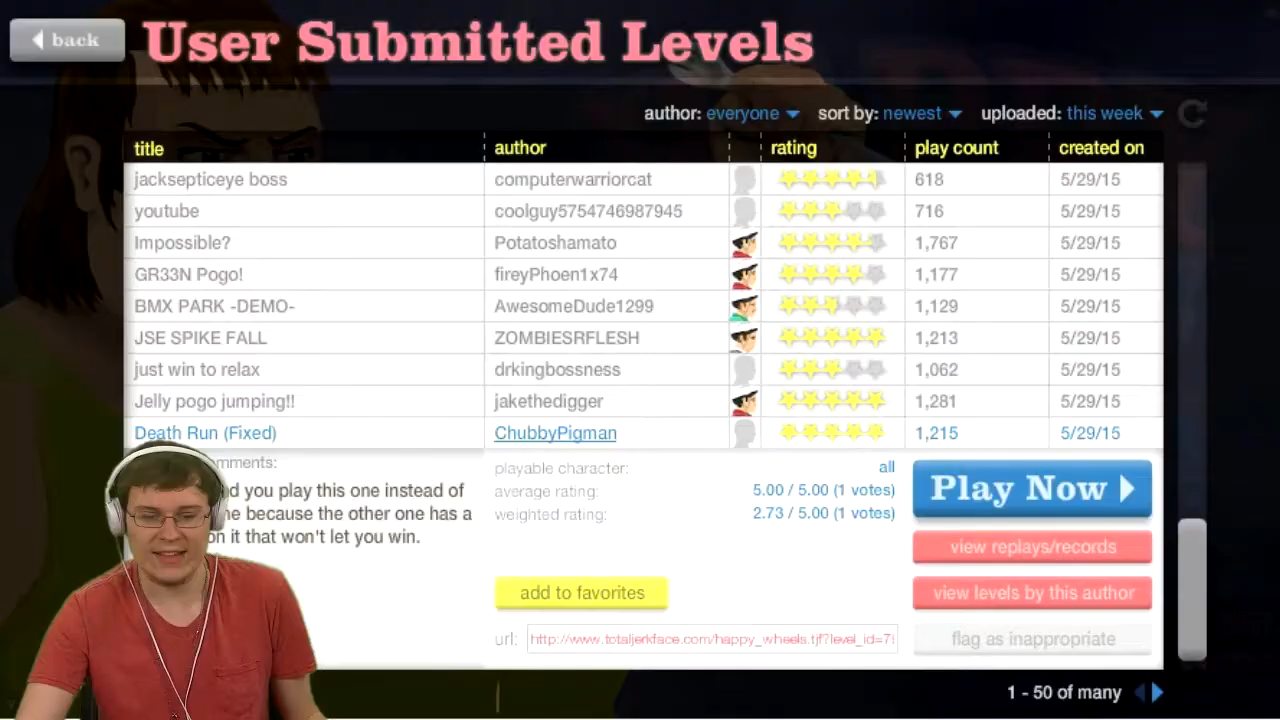 back
User Submitted Levels
author: everyone sort by: newest uploaded: this week
title author rating play count created on
jacksepticeye boss computerwarriorcat 618 5/29/15
youtube coolguy5754746987945 716 5/29/15
Impossible? Potatoshamato 1,767 5/29/15
GR33N Pogo! fireyPhoen1x74 1,177 5/29/15
BMX PARK -DEMO- AwesomeDude1299 1,129 5/29/15
JSE SPIKE FALL ZOMBIESRFLESH 1,213 5/29/15
just win to relax drkingbossness 1,062 5/29/15
Jelly pogo jumping!! jakethedigger 1,281 5/29/15
Death Run (Fixed) ChubbyPigman 1,215 5/29/15
mments:
you play this one instead of
because the other one has a
it that won't let you win.
playable character: all
average rating: 5.00 / 5.00 (1 votes)
weighted rating: 2.73 / 5.00 (1 votes)
Play Now
view replays/records
add to favorites
view levels by this author
url: http://www.totaljerkface.com/happy_wheels.tjf?level_id=7
flag as inappropriate
1 - 50 of many